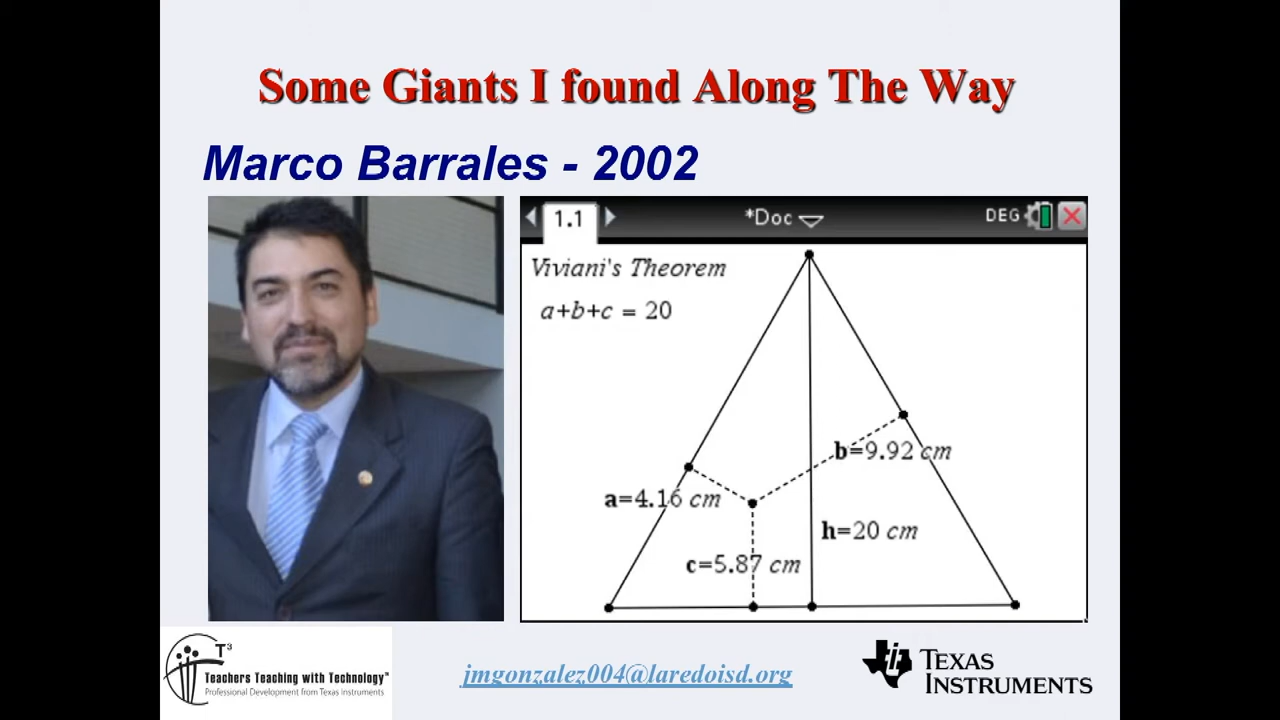 Some Giants I found Along The Way
Marco Barrales - 2002
1.1
*Doc
DEG
Viviani's Theorem
a+b+c = 20
b=9.92 cm
a=4.16 cm
h=20 cm
c=5.87 cm
T³
Teachers Teaching with Technology™
Professional Development from Texas Instruments
jmgonzalez004@laredoisd.org
TEXAS
INSTRUMENTS